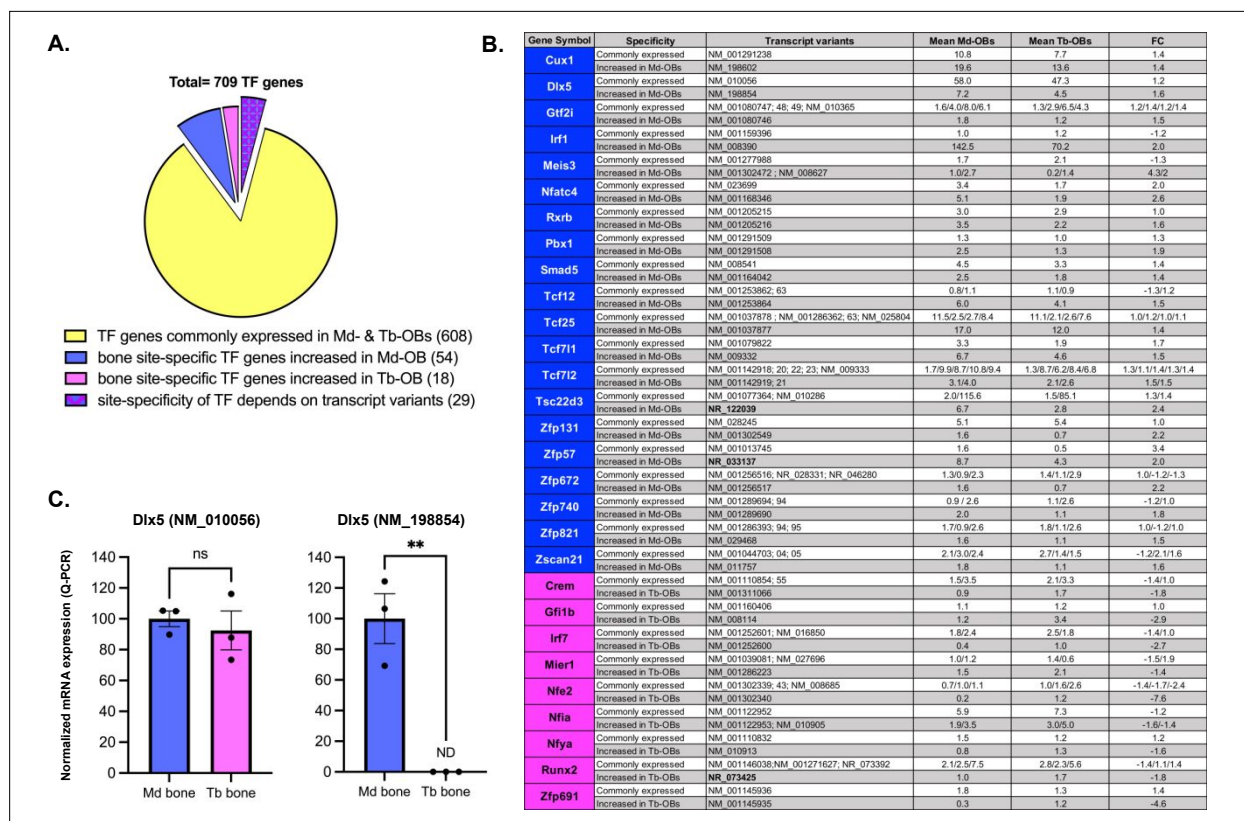 A.
Total= 709 TF genes
TF genes commonly expressed in Md- & Tb-OBs (608)
bone site-specific TF genes increased in Md-OB (54)
bone site-specific TF genes increased in Tb-OB (18)
site-specificity of TF depends on transcript variants (29)
B.
Gene Symbol Specificity Transcript variants Mean Md-OBs Mean Tb-OBs FC
Cux1
Commonly expressed NM_001291238 10.8 7.7 1.4
Increased in Md-OBs NM_198602 19.6 13.6 1.4
Dlx5
Commonly expressed NM_010056 58.0 47.3 1.2
Increased in Md-OBs NM_198854 7.2 4.5 1.6
Gtf2i
Commonly expressed NM_001080747; 48; 49; NM_010365 1.6/4.0/8.0/6.1 1.3/2.9/6.5/4.3 1.2/1.4/1.2/1.4
Increased in Md-OBs NM_001080746 1.8 1.2 1.5
Irf1
Commonly expressed NM_001159396 1.0 1.2 -1.2
Increased in Md-OBs NM_008390 142.5 70.2 2.0
Meis3
Commonly expressed NM_001277988 1.7 2.1 -1.3
Increased in Md-OBs NM_001302472 ; NM_008627 1.0/2.7 0.2/1.4 4.3/2
Nfatc4
Commonly expressed NM_023699 3.4 1.7 2.0
Increased in Md-OBs NM_001168346 5.1 1.9 2.6
Rxrb
Commonly expressed NM_001205215 3.0 2.9 1.0
Increased in Md-OBs NM_001205216 3.5 2.2 1.6
Pbx1
Commonly expressed NM_001291509 1.3 1.0 1.3
Increased in Md-OBs NM_001291508 2.5 1.3 1.9
Smad5
Commonly expressed NM_008541 4.5 3.3 1.4
Increased in Md-OBs NM_001164042 2.5 1.8 1.4
Tcf12
Commonly expressed NM_001253862; 63 0.8/1.1 1.1/0.9 -1.3/1.2
Increased in Md-OBs NM_001253864 6.0 4.1 1.5
Tcf25
Commonly expressed NM_001037878 ; NM_001286362; 63; NM_025804 11.5/2.5/2.7/8.4 11.1/2.1/2.6/7.6 1.0/1.2/1.0/1.1
Increased in Md-OBs NM_001037877 17.0 12.0 1.4
Tcf7l1
Commonly expressed NM_001079822 3.3 1.9 1.7
Increased in Md-OBs NM_009332 6.7 4.6 1.5
Tcf7l2
Commonly expressed NM_001142918; 20; 22; 23; NM_009333 1.7/9.9/8.7/10.8/9.4 1.3/8.7/6.2/8.4/6.8 1.3/1.1/1.4/1.3/1.4
Increased in Md-OBs NM_001142919; 21 3.1/4.0 2.1/2.6 1.5/1.5
Tsc22d3
Commonly expressed NM_001077364; NM_010286 2.0/115.6 1.5/85.1 1.3/1.4
Increased in Md-OBs NR_122039 6.7 2.8 2.4
Zfp131
Commonly expressed NM_028245 5.1 5.4 1.0
Increased in Md-OBs NM_001302549 1.6 0.7 2.2
Zfp57
Commonly expressed NM_001013745 1.6 0.5 3.4
Increased in Md-OBs NR_033137 8.7 4.3 2.0
Zfp672
Commonly expressed NM_001256516; NR_028331; NR_046280 1.3/0.9/2.3 1.4/1.1/2.9 1.0/-1.2/-1.3
Increased in Md-OBs NM_001256517 1.6 0.7 2.2
Zfp740
Commonly expressed NM_001289694; 94 0.9 / 2.6 1.1/2.6 -1.2/1.0
Increased in Md-OBs NM_001289690 2.0 1.1 1.8
Zfp821
Commonly expressed NM_001286393; 94; 95 1.7/0.9/2.6 1.8/1.1/2.6 1.0/-1.2/1.0
Increased in Md-OBs NM_029468 1.6 1.1 1.5
Zscan21
Commonly expressed NM_001044703; 04; 05 2.1/3.0/2.4 2.7/1.4/1.5 -1.2/2.1/1.6
Increased in Md-OBs NM_011757 1.8 1.1 1.6
Crem
Commonly expressed NM_001110854; 55 1.5/3.5 2.1/3.3 -1.4/1.0
Increased in Tb-OBs NM_001311066 0.9 1.7 -1.8
Gfi1b
Commonly expressed NM_001160406 1.1 1.2 1.0
Increased in Tb-OBs NM_008114 1.2 3.4 -2.9
Irf7
Commonly expressed NM_001252601; NM_016850 1.8/2.4 2.5/1.8 -1.4/1.0
Increased in Tb-OBs NM_001252600 0.4 1.0 -2.7
Mier1
Commonly expressed NM_001039081; NM_027696 1.0/1.2 1.4/0.6 -1.5/1.9
Increased in Tb-OBs NM_001286223 1.5 2.1 -1.4
Nfe2
Commonly expressed NM_001302339; 43; NM_008685 0.7/1.0/1.1 1.0/1.6/2.6 -1.4/-1.7/-2.4
Increased in Tb-OBs NM_001302340 0.2 1.2 -7.6
Nfia
Commonly expressed NM_001122952 5.9 7.3 -1.2
Increased in Tb-OBs NM_001122953; NM_010905 1.9/3.5 3.0/5.0 -1.6/-1.4
Nfya
Commonly expressed NM_001110832 1.5 1.2 1.2
Increased in Tb-OBs NM_010913 0.8 1.3 -1.6
Runx2
Commonly expressed NM_001146038;NM_001271627; NR_073392 2.1/2.5/7.5 2.8/2.3/5.6 -1.4/1.1/1.4
Increased in Tb-OBs NR_073425 1.0 1.7 -1.8
Zfp691
Commonly expressed NM_001145936 1.8 1.3 1.4
Increased in Tb-OBs NM_001145935 0.3 1.2 -4.6
C.
Normalized mRNA expression (Q-PCR)
Dlx5 (NM_010056)
ns
140
120
100
80
60
40
20
0
Md bone Tb bone
Dlx5 (NM_198854)
**
140
120
100
80
60
40
20
0
ND
Md bone Tb bone